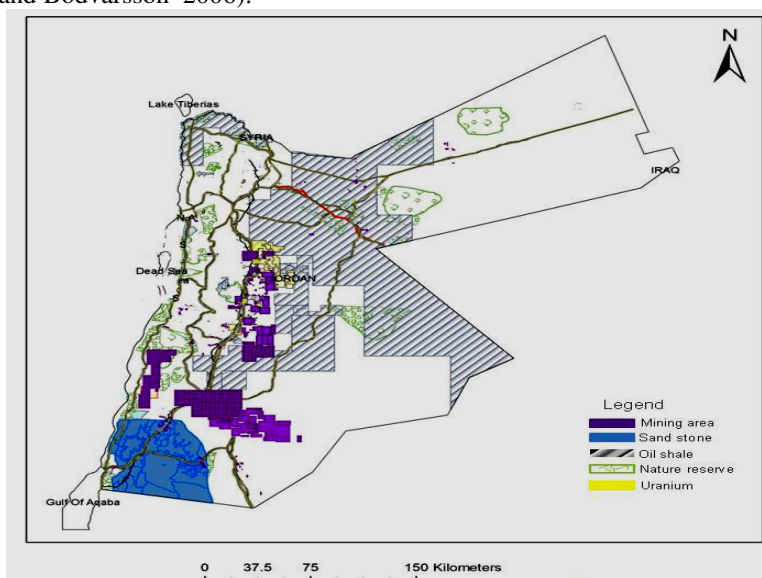 and Bodvarsson 2006).
N
Lake Tiberias
SYRIA
IRAQ
Dead Sea
ORDAN
Legend
Mining area
Sand stone
Oil shale
Nature reserve
Uranium
Gulf Of Aqaba
0 37.5 75 150 Kilometers